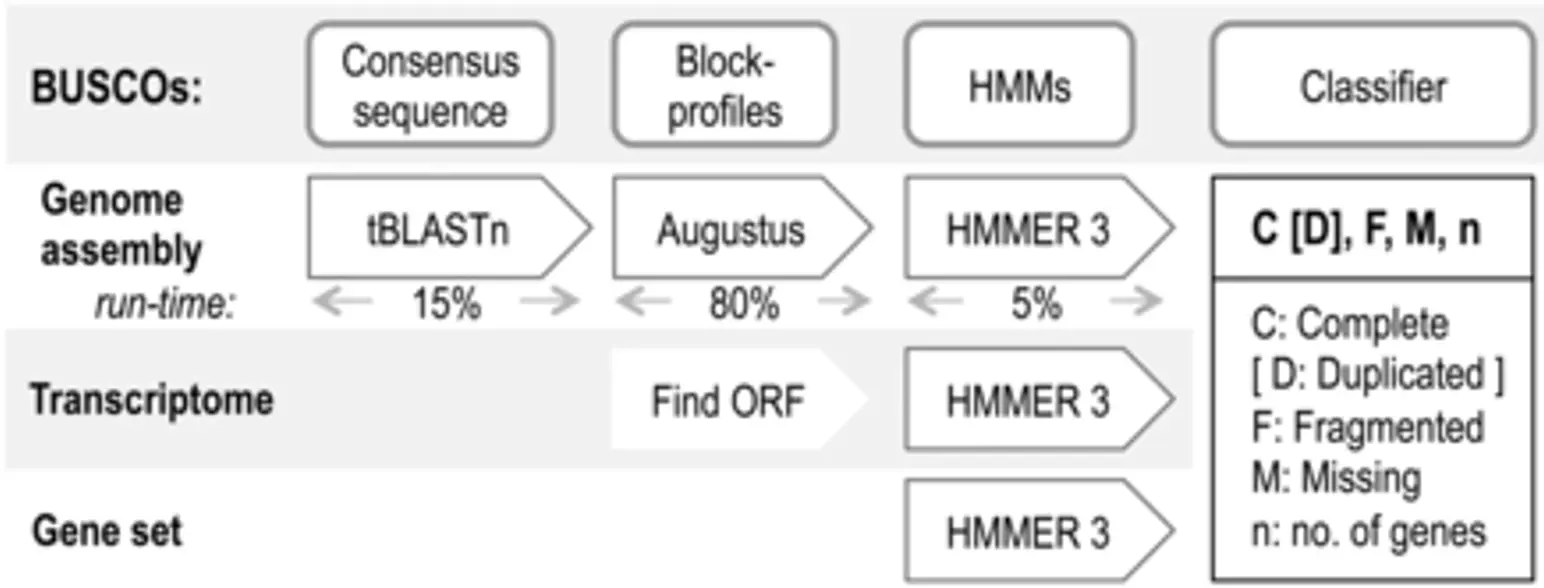 BUSCOs:
Consensus
sequence
Block-
profiles
HMMs
Classifier
Genome
assembly
tBLASTn
Augustus
HMMER 3
run-time:
15%
80%
5%
Transcriptome
Find ORF
HMMER 3
Gene set
HMMER 3
C [D], F, M, n
C: Complete
[ D: Duplicated ]
F: Fragmented
M: Missing
n: no. of genes